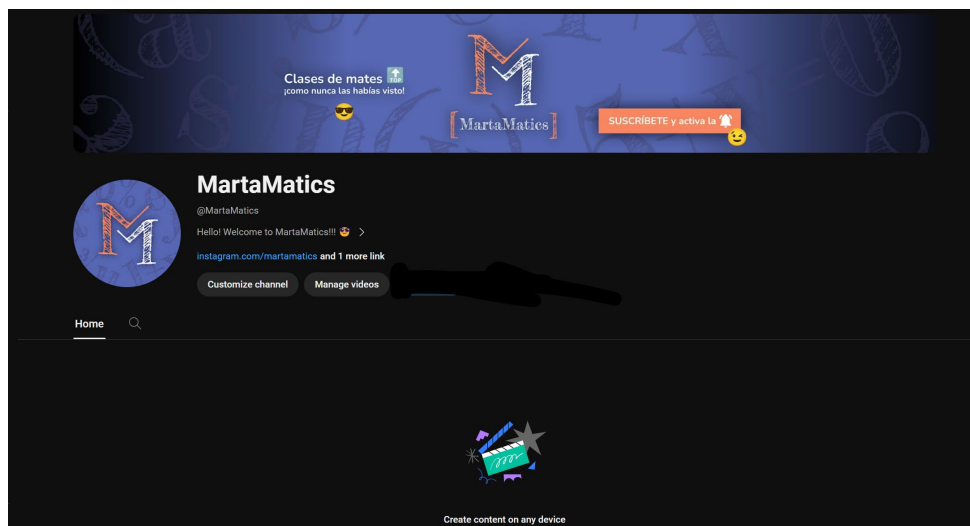 Clases de mates 🔝
¡como nunca las habías visto!
[MartaMatics]
SUSCRÍBETE y activa la
MartaMatics
@MartaMatics
Hello! Welcome to MartaMatics!!!
instagram.com/martamatics and 1 more link
Customize channel Manage videos
Home
Create content on any device